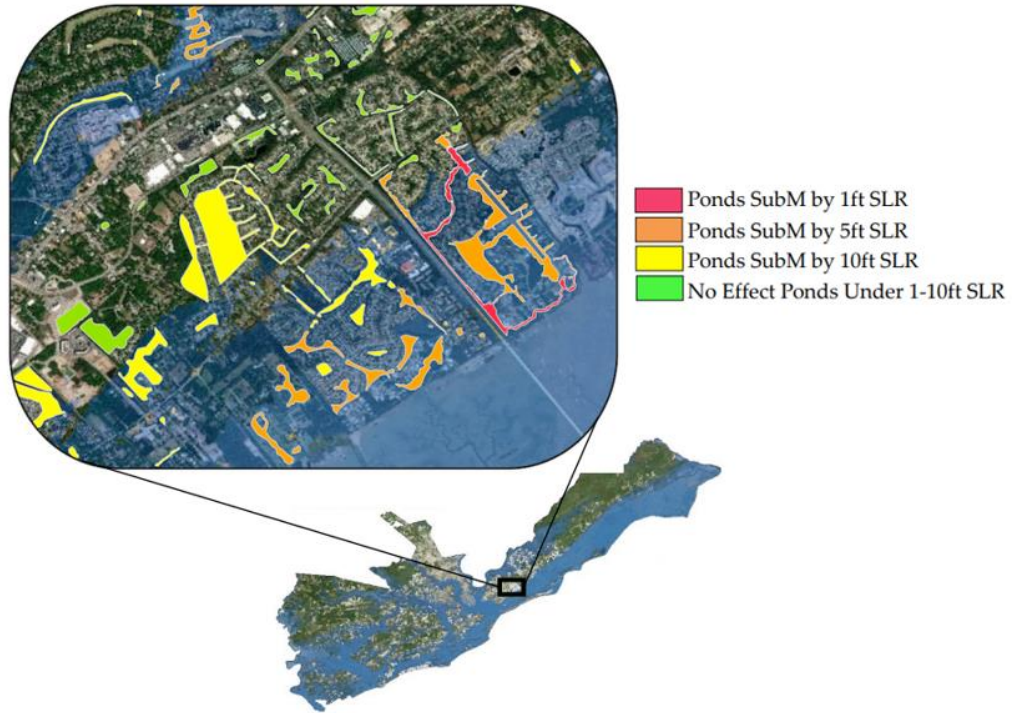 Ponds SubM by 1ft SLR
Ponds SubM by 5ft SLR
Ponds SubM by 10ft SLR
No Effect Ponds Under 1-10ft SLR